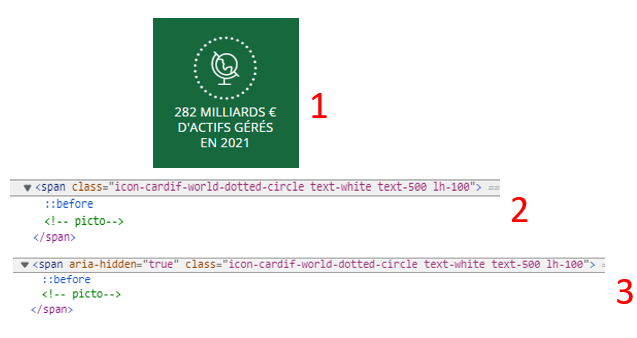 282 MILLIARDS €
D'ACTIFS GÉRÉS
EN 2021
1
▼<span class="icon-cardif-world-dotted-circle text-white text-500 lh-100"> ==
::before
<!-- picto-->
</span>
2
▼<span aria-hidden="true" class="icon-cardif-world-dotted-circle text-white text-500 lh-100"> =
::before
<!-- picto-->
</span>
3